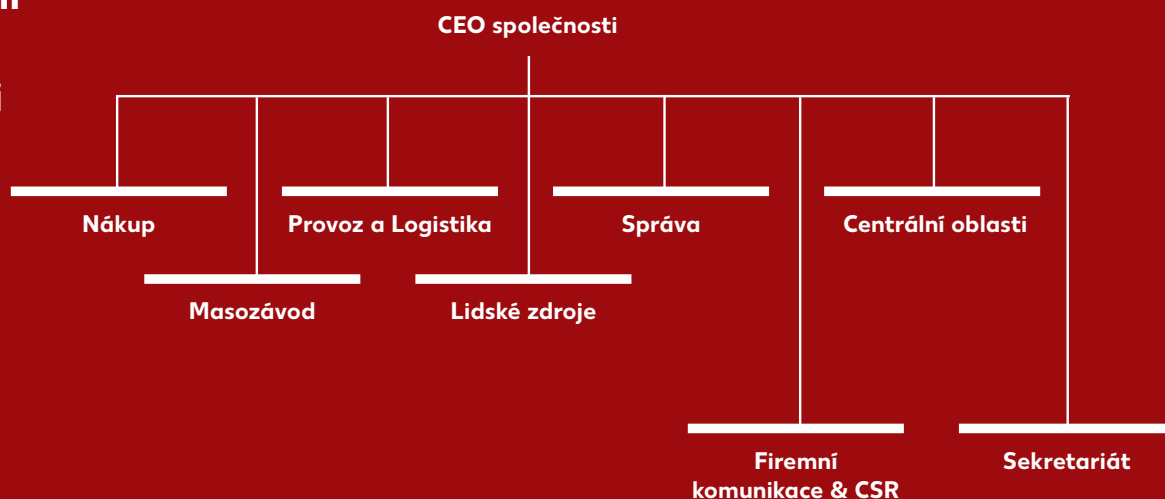 CEO společnosti
Nákup
Provoz a Logistika
Správa
Centrální oblasti
Masozávod
Lidské zdroje
Firemní
komunikace & CSR
Sekretariát